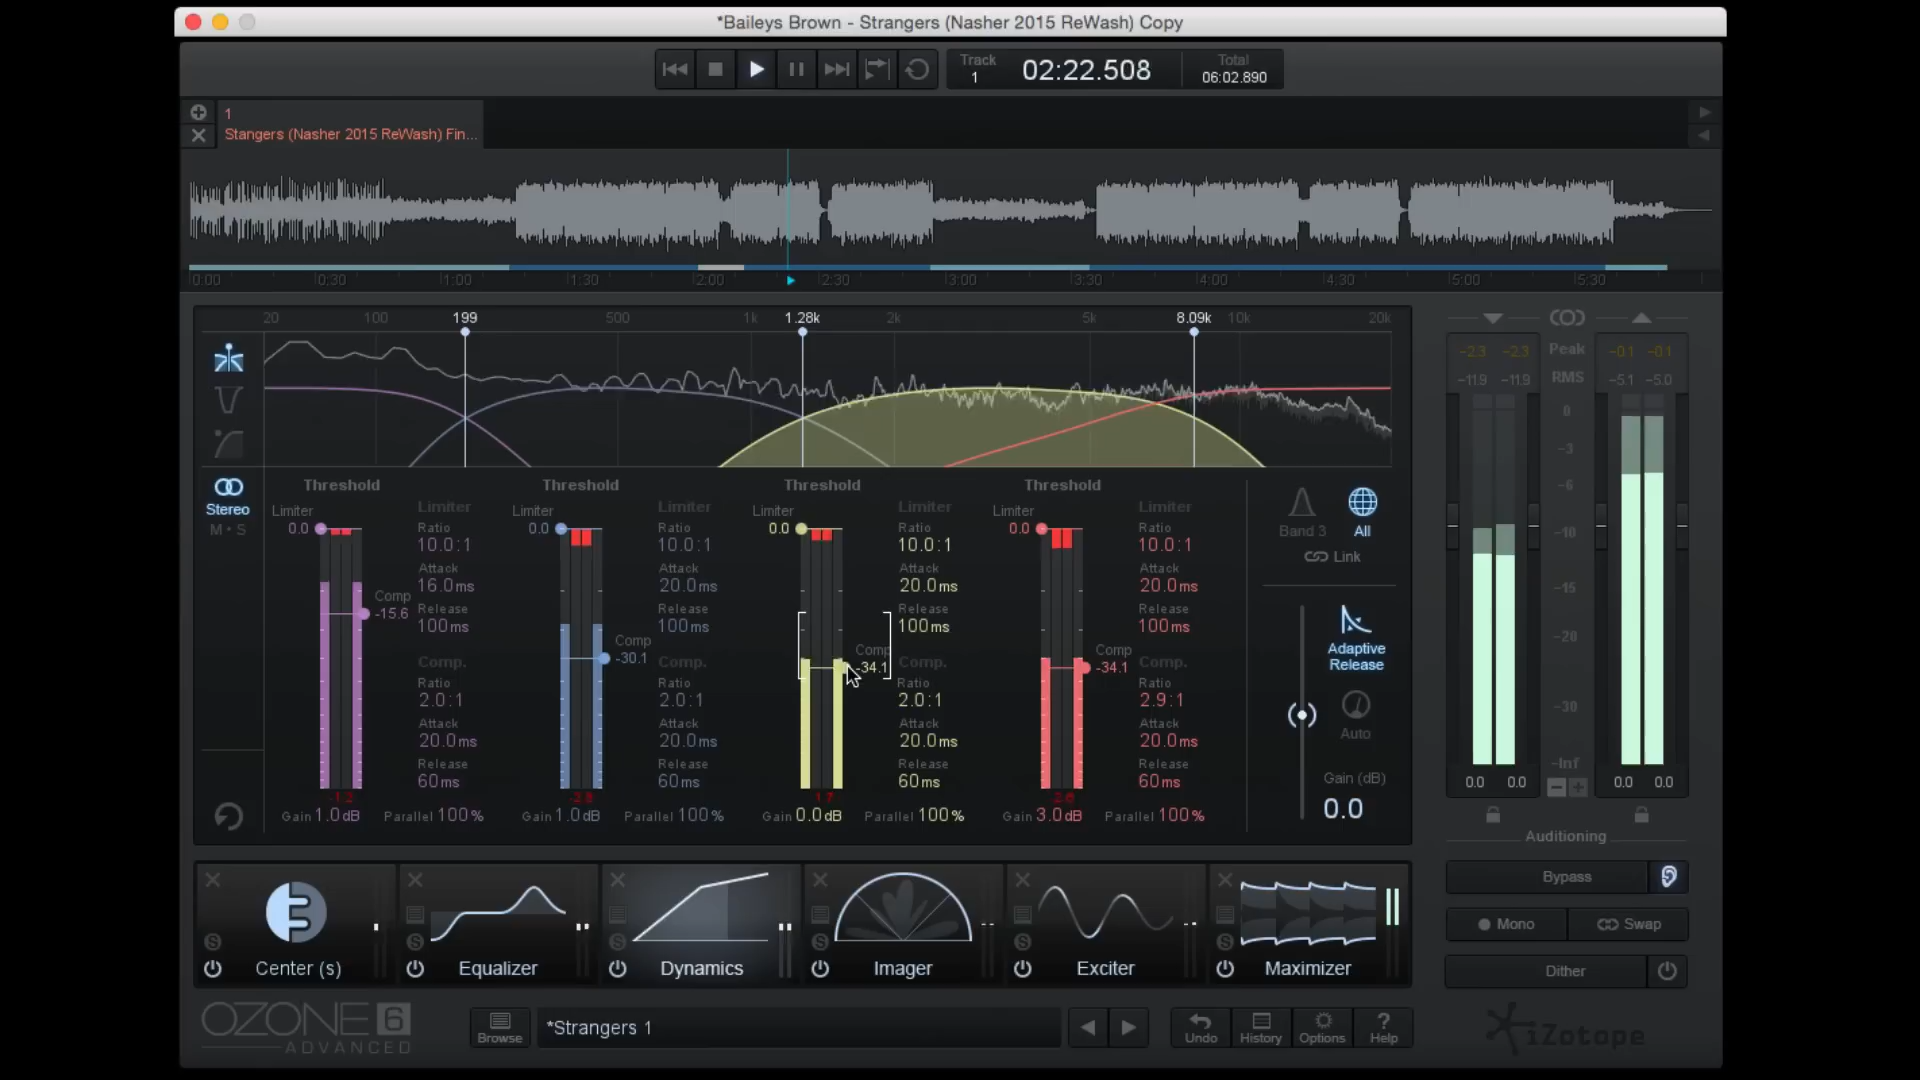 *Baileys Brown - Strangers (Nasher 2015 ReWash) Copy
Track 1 02:22.508 Total 06:02.890
1
Stangers (Nasher 2015 ReWash) Fin...
0:00 0:30 1:00 1:30 2:00 2:30 3:00 3:30 4:00 4:30 5:00 5:30
20 100 199 500 1k 1.28k 2k 5k 8.09k 10k 20k
Stereo
M • S
Threshold Threshold Threshold Threshold
Limiter 0.0 Comp -15.6
Limiter
Ratio
10.0:1
Attack
16.0ms
Release
100ms
Comp.
Ratio
2.0:1
Attack
20.0ms
Release
60ms
-1.2
Gain 1.0dB Parallel 100%
Limiter 0.0 Comp -30.1
Limiter
Ratio
10.0:1
Attack
20.0ms
Release
100ms
Comp.
Ratio
2.0:1
Attack
20.0ms
Release
60ms
Gain 1.0dB Parallel 100%
Limiter 0.0 Comp -34.1
Limiter
Ratio
10.0:1
Attack
20.0ms
Release
100ms
Comp.
Ratio
2.0:1
Attack
20.0ms
Release
60ms
Gain 0.0dB Parallel 100%
Limiter 0.0 Comp -34.1
Limiter
Ratio
10.0:1
Attack
20.0ms
Release
100ms
Comp.
Ratio
2.9:1
Attack
20.0ms
Release
60ms
Gain 3.0dB Parallel 100%
Band 3 All
Link
Adaptive
Release
Auto
Gain (dB)
0.0
-2.3 -2.3 Peak -0.1 -0.1
-11.9 -11.9 RMS -5.1 -5.0
0
-3
-6
-10
-15
-20
-30
-Inf
0.0 0.0 0.0 0.0
Auditioning
Bypass
Mono Swap
Dither
Center (s) Equalizer Dynamics Imager Exciter Maximizer
OZONE 6
ADVANCED
Browse *Strangers 1 Undo History Options Help
iZotope